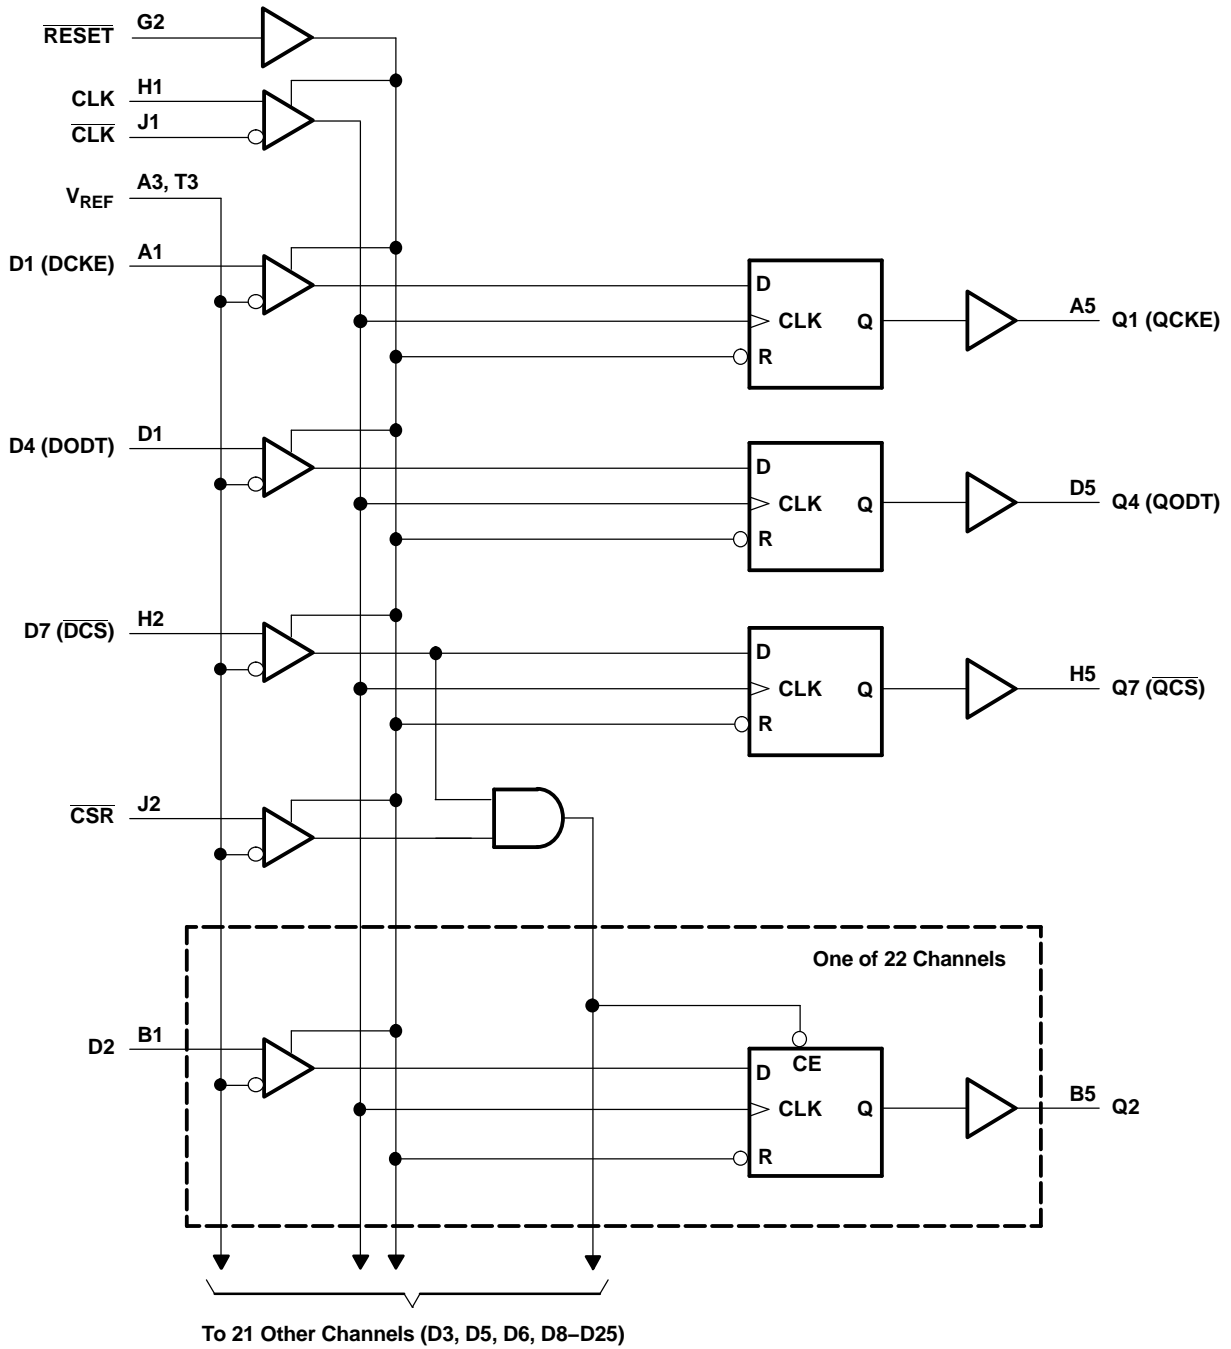 RESET G2
CLK H1
CLK J1
VREF A3, T3
D1 (DCKE) A1
D
CLK Q
R
A5 Q1 (QCKE)
D4 (DODT) D1
D
CLK Q
R
D5 Q4 (QODT)
D7 (DCS) H2
D
CLK Q
R
H5 Q7 (QCS)
CSR J2
One of 22 Channels
D2 B1
CE
D
CLK Q
R
B5 Q2
To 21 Other Channels (D3, D5, D6, D8–D25)